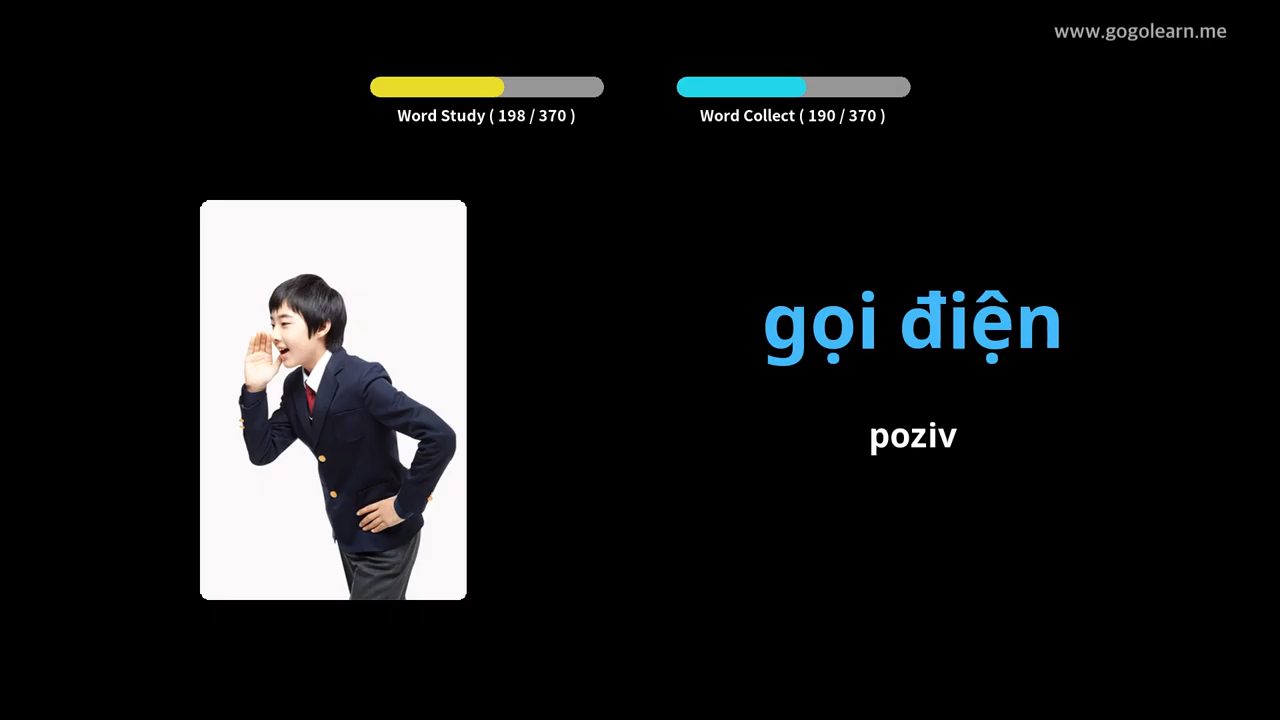 www.gogolearn.me
Word Study ( 198 / 370 )
Word Collect ( 190 / 370 )
gọi điện
poziv